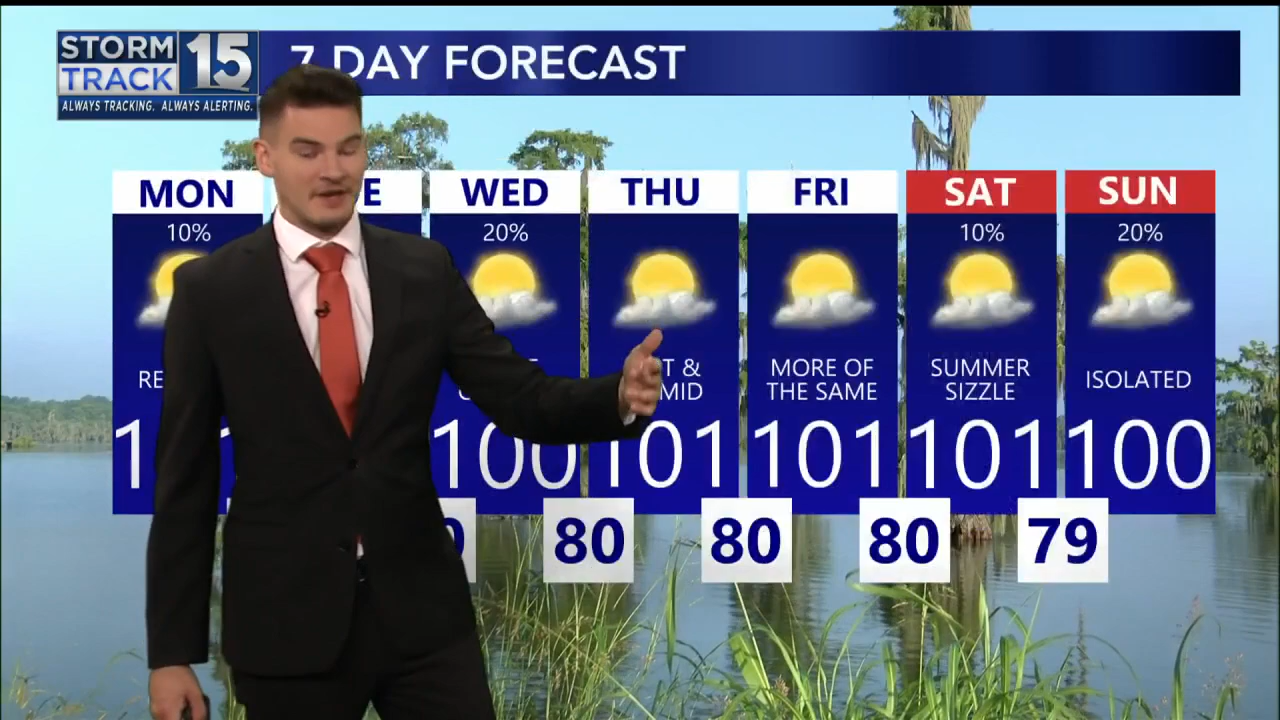 STORM
TRACK
15
ALWAYS TRACKING. ALWAYS ALERTING.
7 DAY FORECAST
MON
WED
THU
FRI
SAT
SUN
10%
20%
10%
20%
MORE OF
THE SAME
SUMMER
SIZZLE
ISOLATED
100
101
101
101
100
80
80
80
79